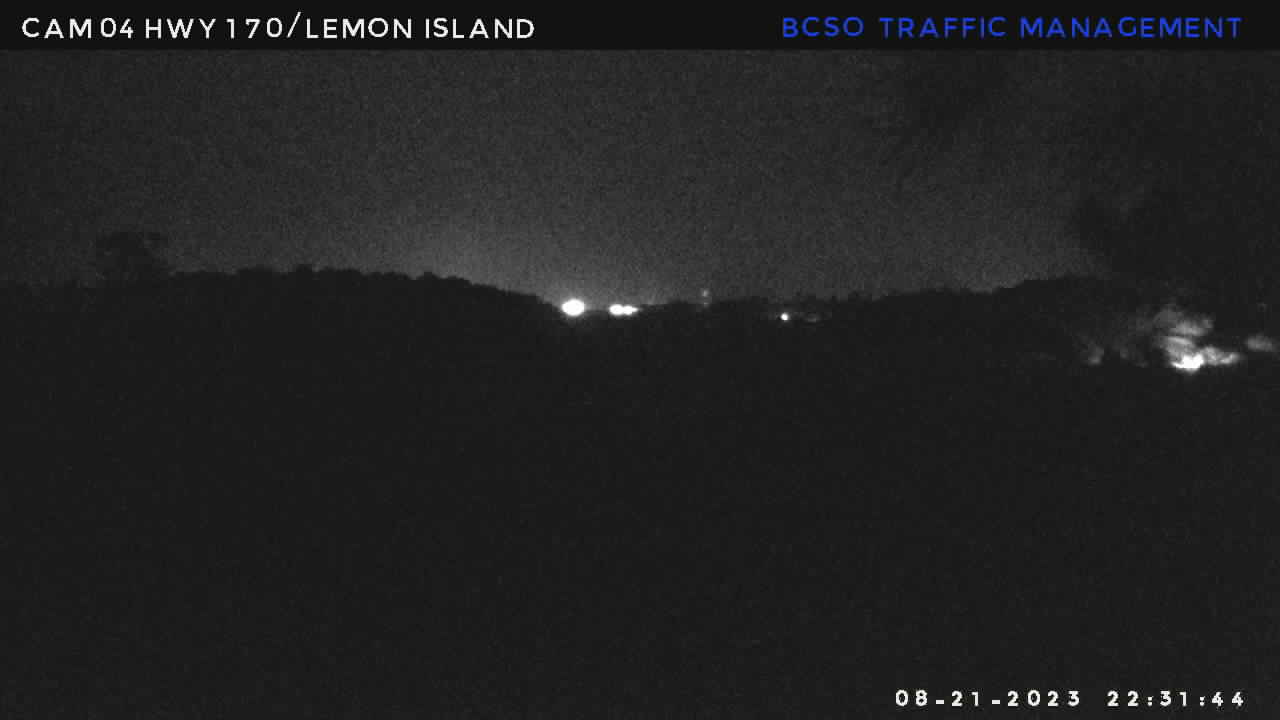 CAM04 HWY 170/LEMON ISLAND
BCSO TRAFFIC MANAGEMENT
08-21-2023 22:31:44